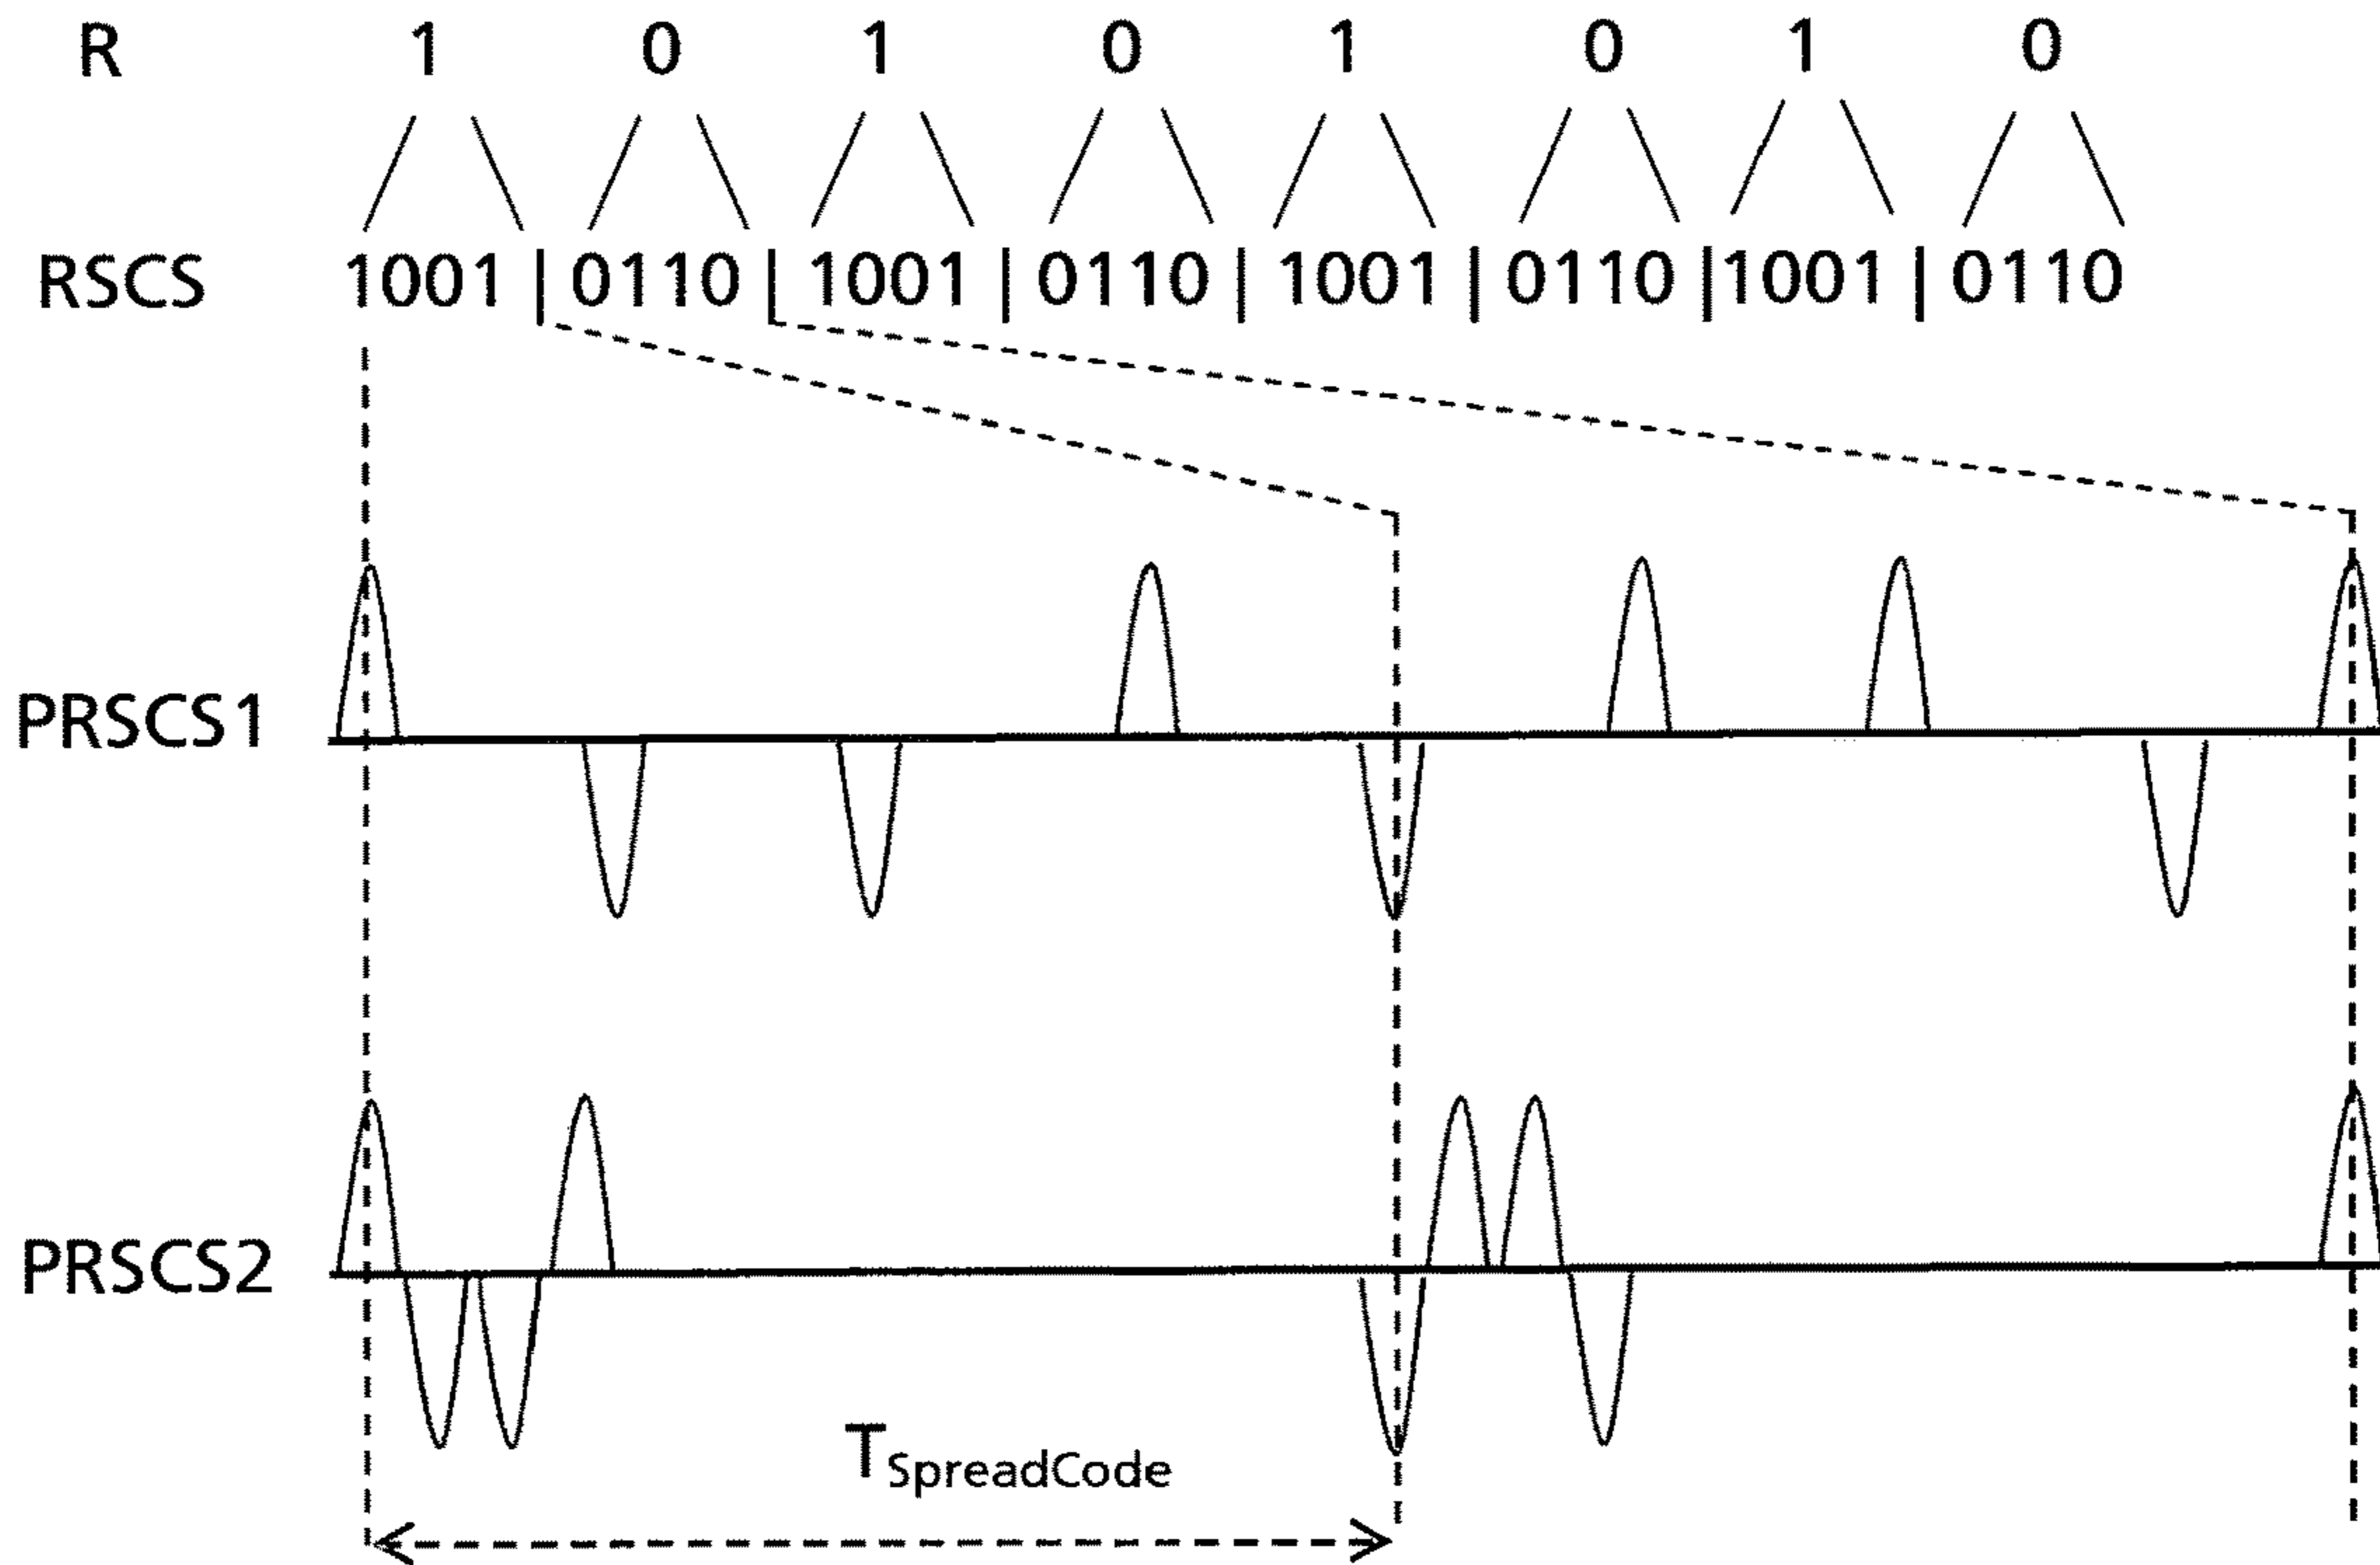 R 1 0 1 0 1 0 1 0
RSCS 1001 | 0110 | 1001 | 0110 | 1001 | 0110 | 1001 | 0110
PRSCS1
PRSCS2
TSpreadCode